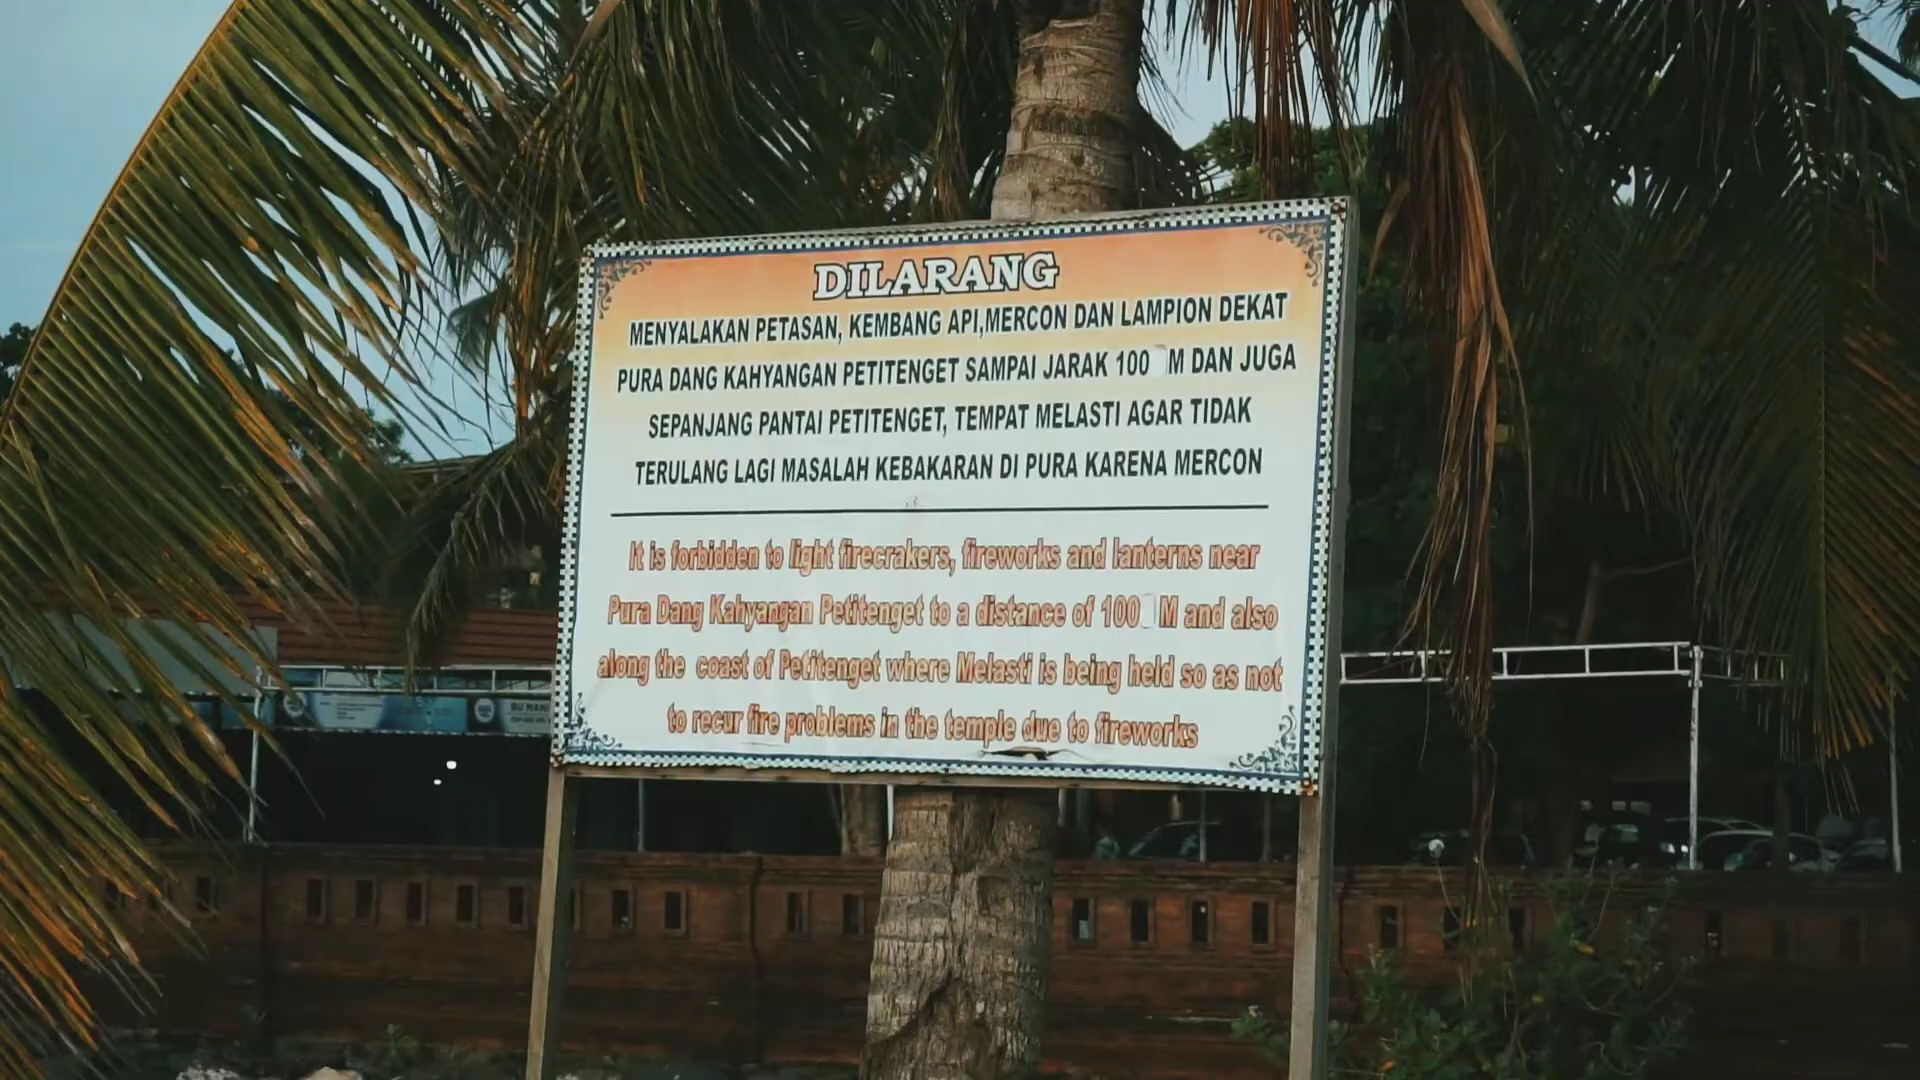 DILARANG
MENYALAKAN PETASAN, KEMBANG API,MERCON DAN LAMPION DEKAT
PURA DANG KAHYANGAN PETITENGET SAMPAI JARAK 100 M DAN JUGA
SEPANJANG PANTAI PETITENGET, TEMPAT MELASTI AGAR TIDAK
TERULANG LAGI MASALAH KEBAKARAN DI PURA KARENA MERCON
It is forbidden to light firecrakers, fireworks and lanterns near
Pura Dang Kahyangan Petitenget to a distance of 100 M and also
along the coast of Petitenget where Melasti is being held so as not
to recur fire problems in the temple due to fireworks